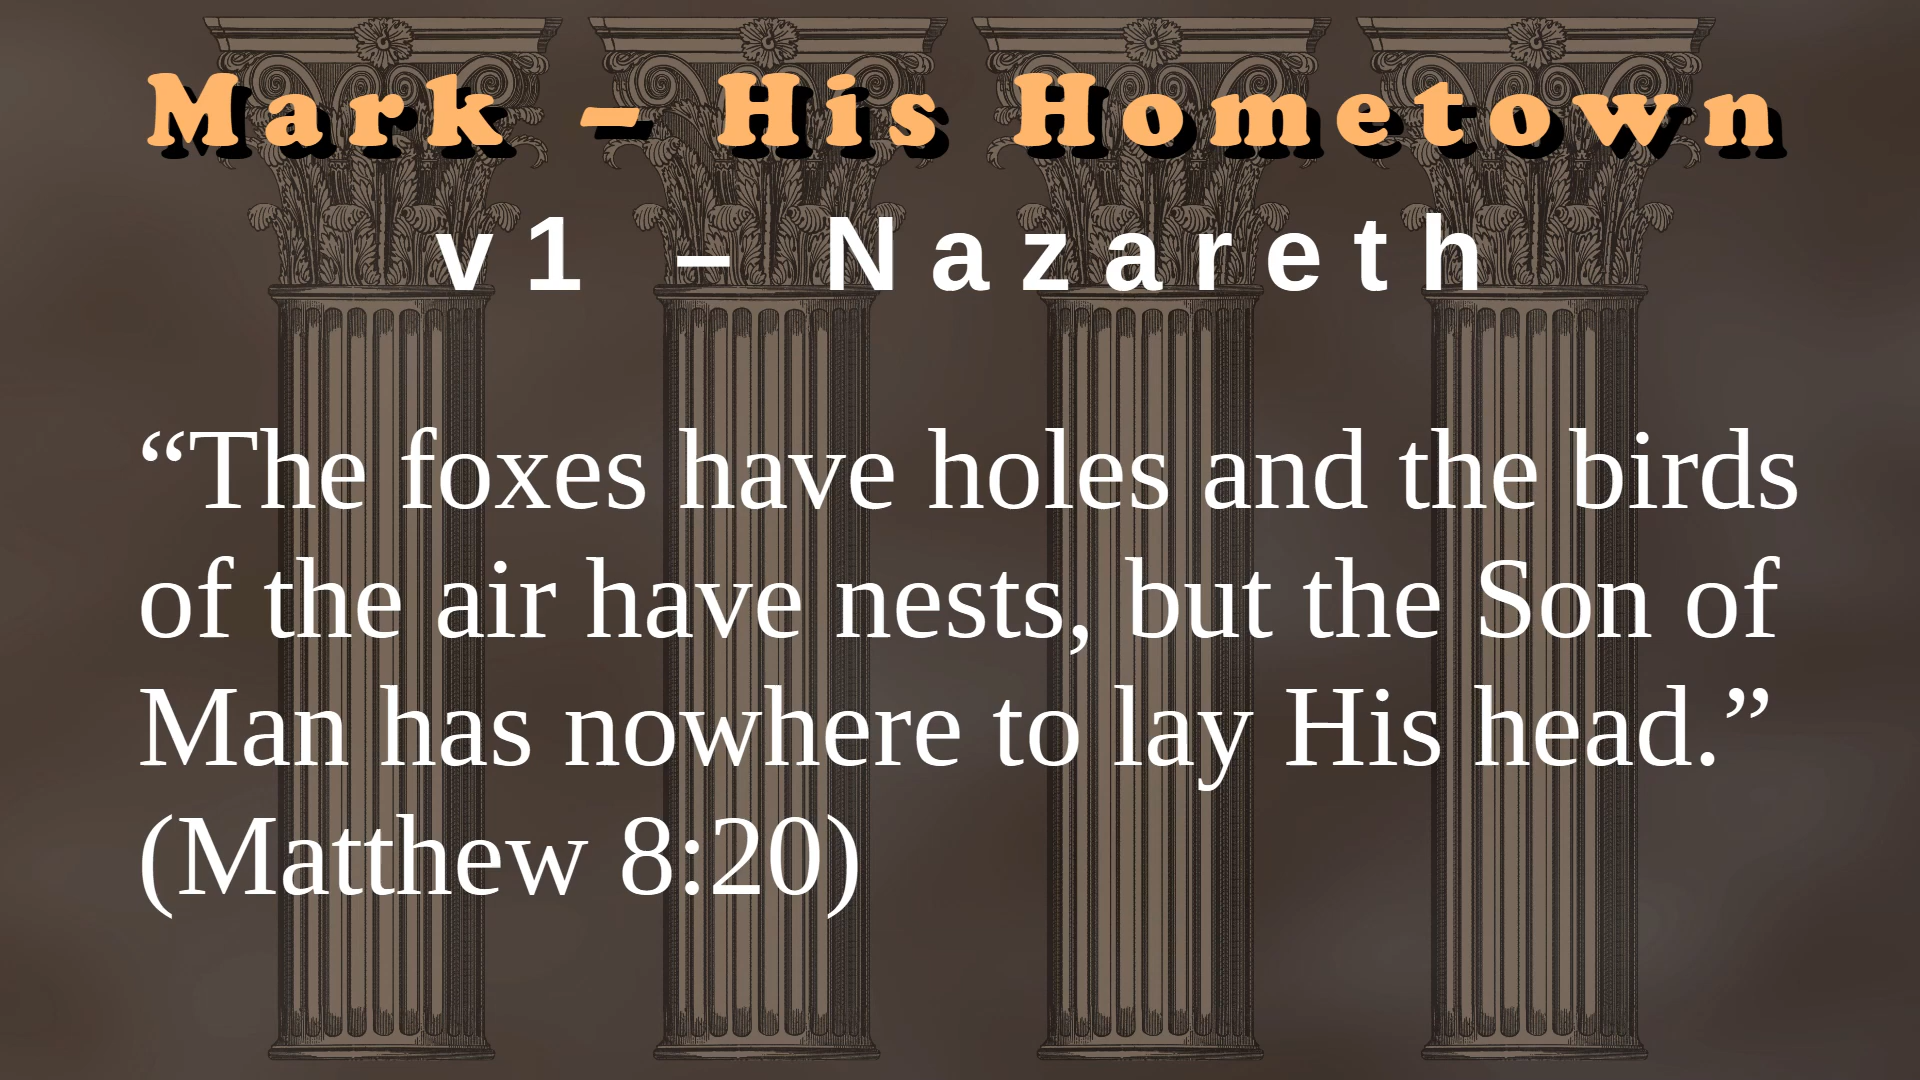 Mark – His Hometown
v1 – Nazareth
“The foxes have holes and the birds
of the air have nests, but the Son of
Man has nowhere to lay His head.”
(Matthew 8:20)